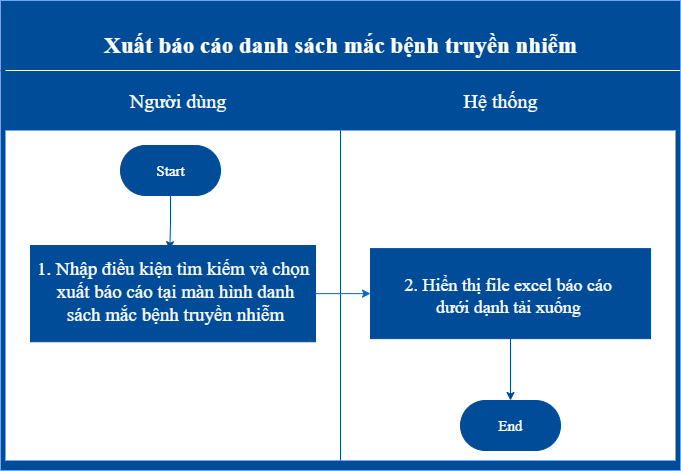 Xuất báo cáo danh sách mắc bệnh truyền nhiễm
Người dùng
Hệ thống
Start
1. Nhập điều kiện tìm kiếm và chọn
xuất báo cáo tại màn hình danh
sách mắc bệnh truyền nhiễm
2. Hiển thị file excel báo cáo
dưới dạnh tải xuống
End